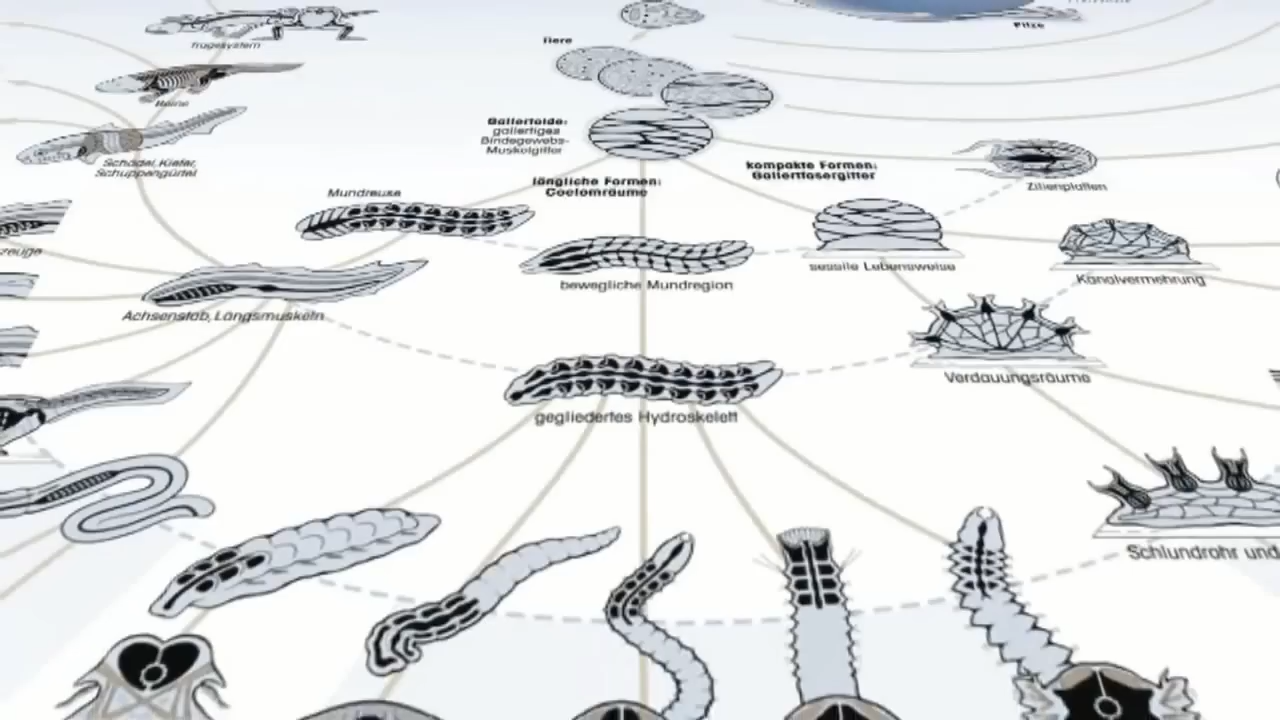 Pilze
Tiere
Tragesystem
Beine
Gallertoide:
gallertiges
Bindegewebs-
Muskelgitter
Schädel, Kiefer,
Schuppengürtel
kompakte Formen:
Gallertfasergitter
längliche Formen:
Coelomräume
Zilienplatten
Mundreuse
sessile Lebensweise
bewegliche Mundregion
Kanalvermehrung
Achsenstab, Längsmuskeln
Verdauungsräume
gegliedertes Hydroskelett
Schlundrohr und